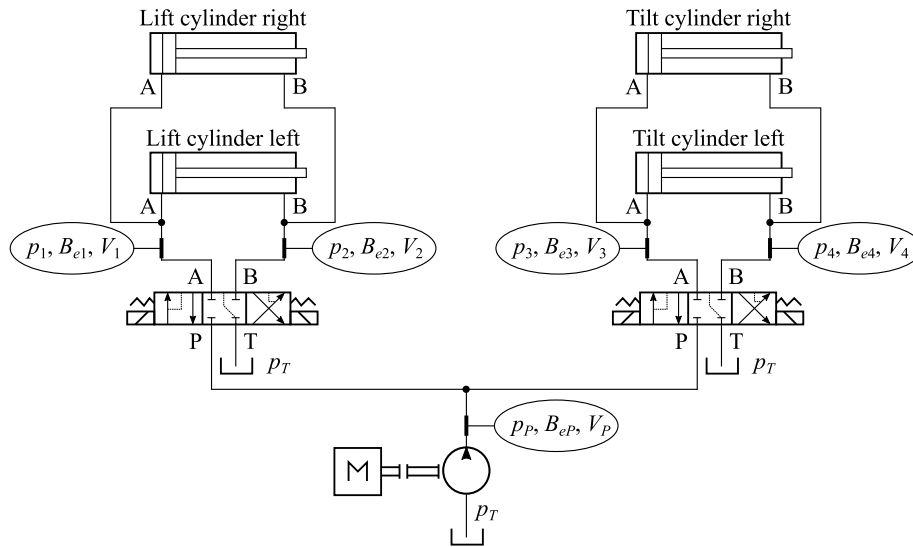 Lift cylinder right
Tilt cylinder right
A
B
A
B
Lift cylinder left
Tilt cylinder left
A
B
A
B
p1, Be1, V1
p2, Be2, V2
p3, Be3, V3
p4, Be4, V4
A
B
A
B
P
T
P
T
pT
pT
pP, BeP, VP
M
pT